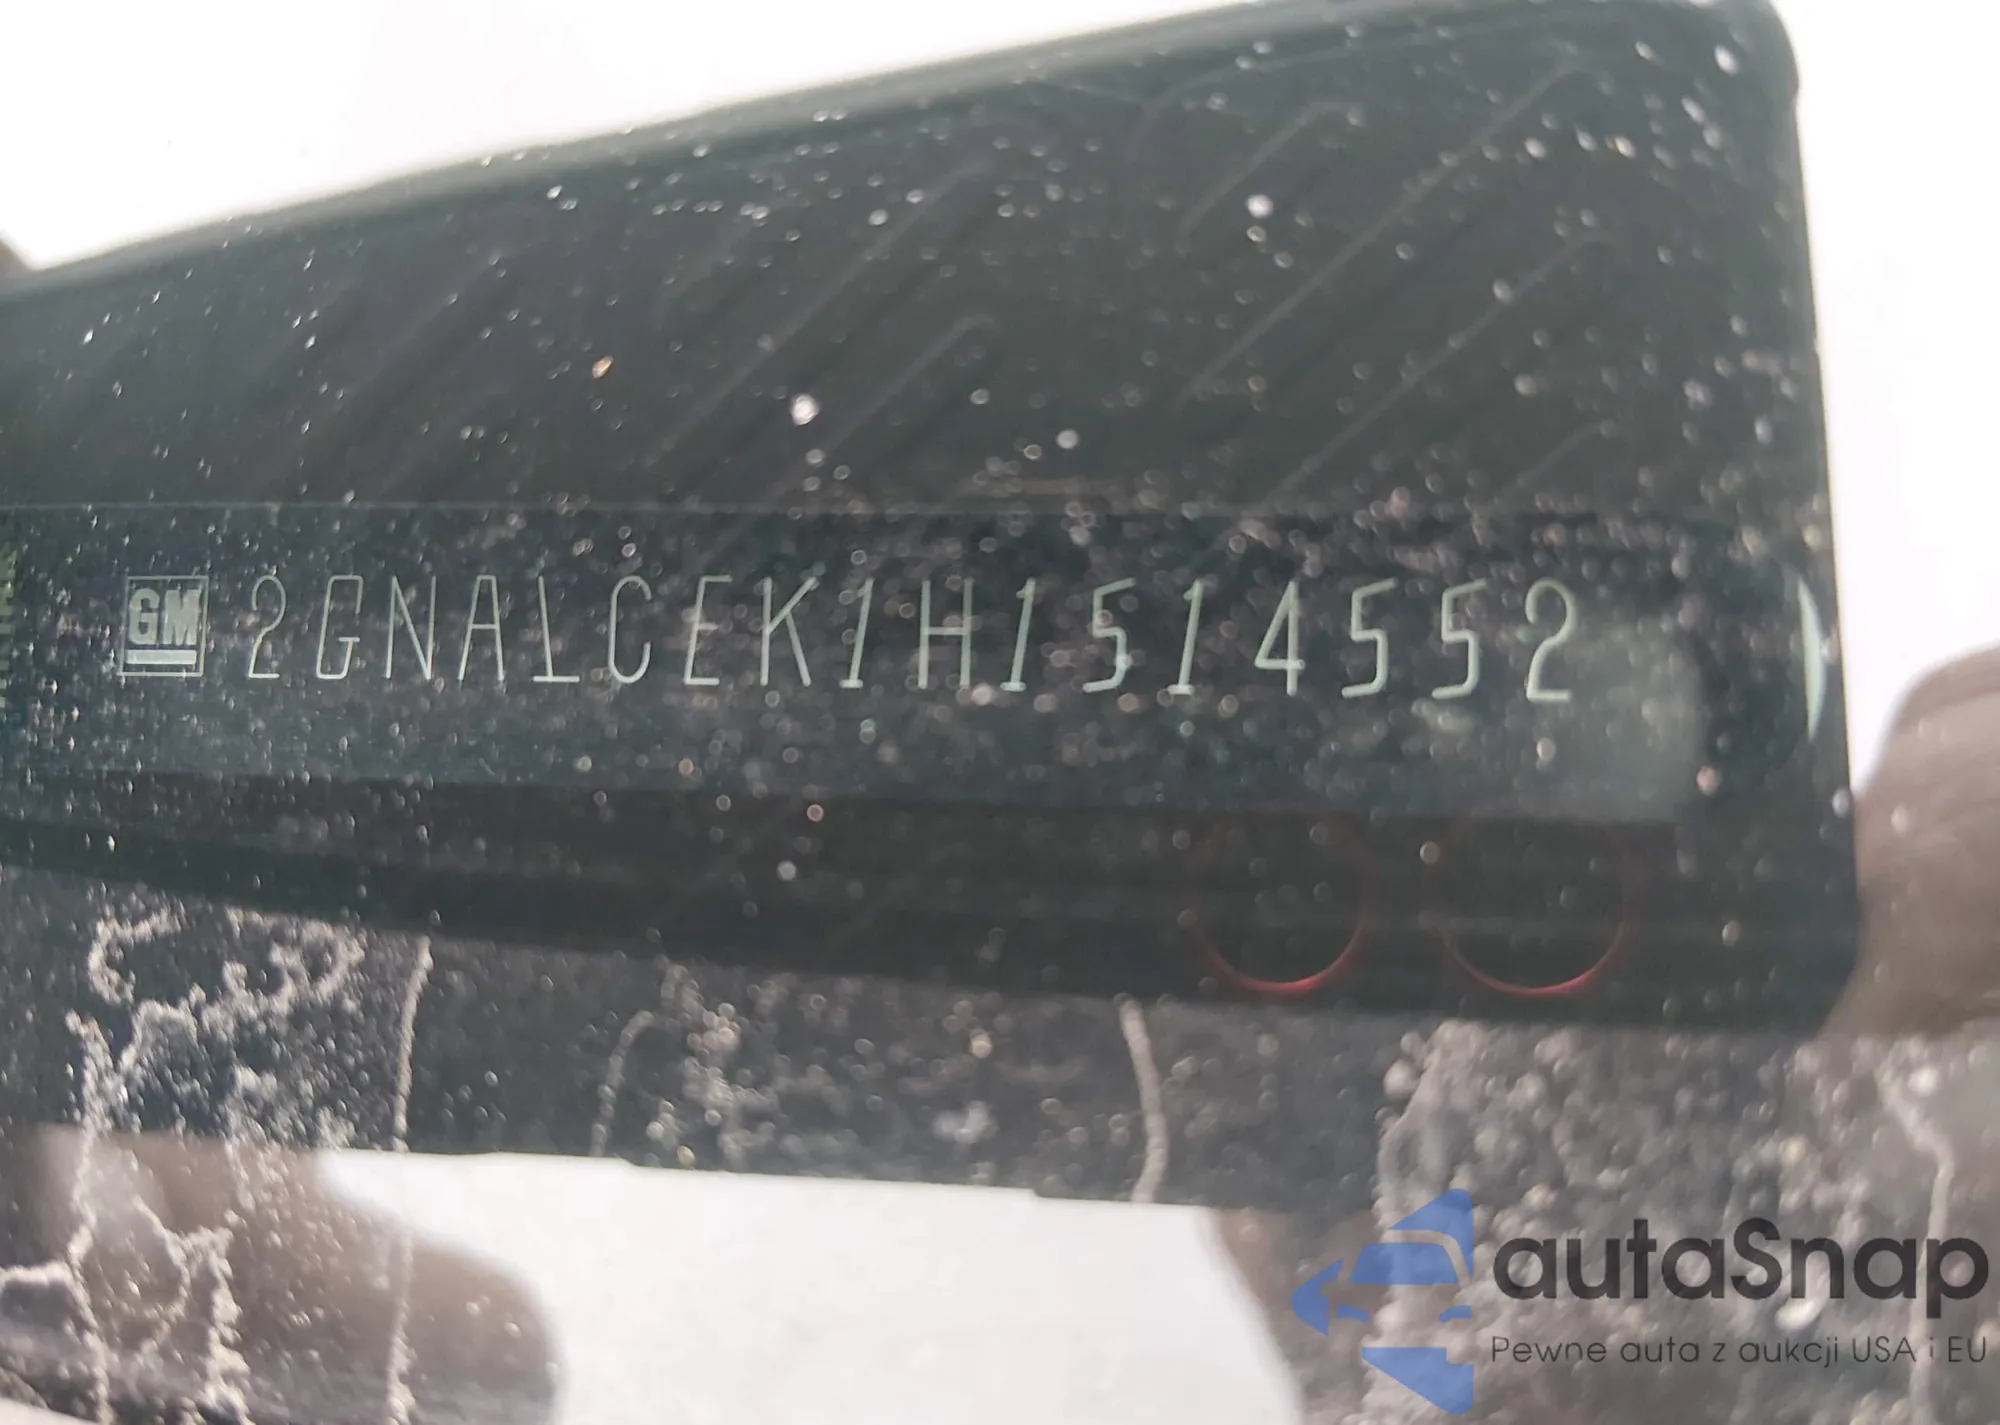 GM 2GNALCEK1H1514552
autaSnap
Pewne auta z aukcji USA i EU